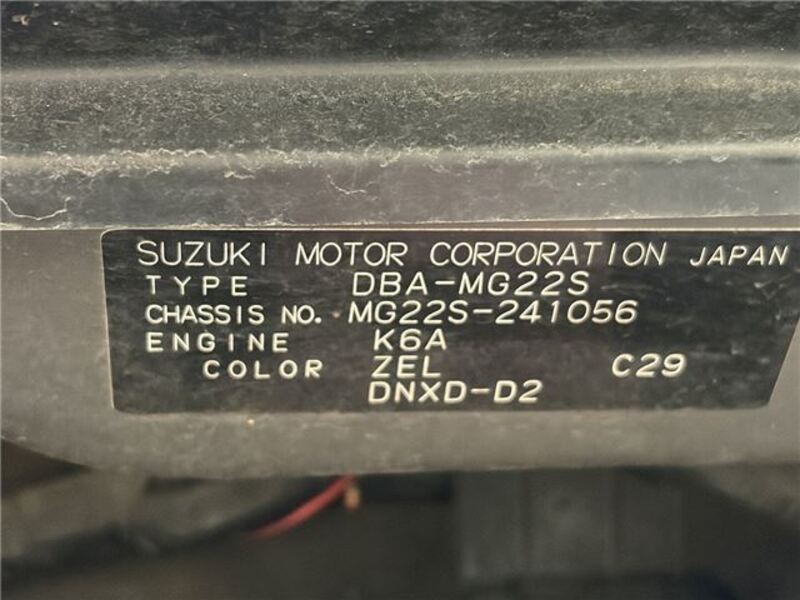 SUZUKI MOTOR CORPORATION JAPAN
TYPE DBA-MG22S
CHASSIS NO. MG22S-241056
ENGINE K6A
COLOR ZEL C29
DNXD-D2